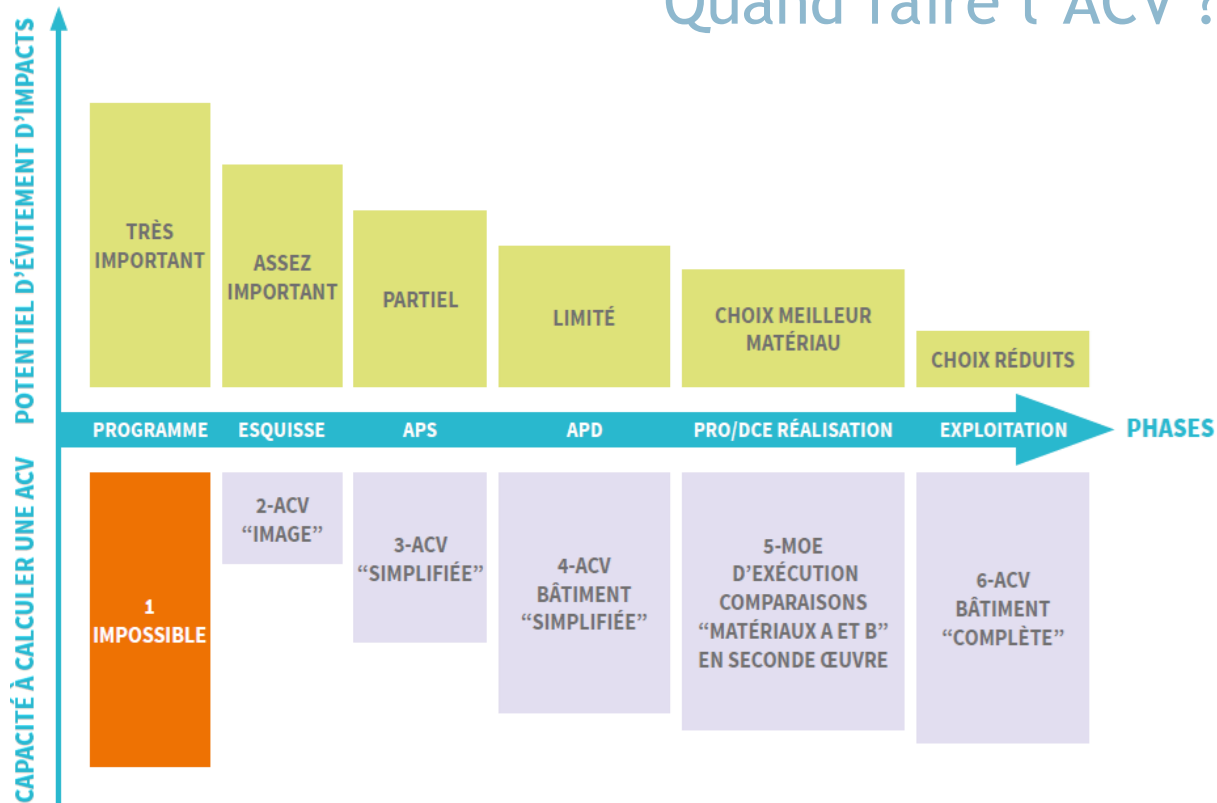 Quand faire l'ACV ?
POTENTIEL D'ÉVITEMENT D'IMPACTS
TRÈS
IMPORTANT
ASSEZ
IMPORTANT
PARTIEL
LIMITÉ
CHOIX MEILLEUR
MATÉRIAU
CHOIX RÉDUITS
PROGRAMME
ESQUISSE
APS
APD
PRO/DCE RÉALISATION
EXPLOITATION
PHASES
CAPACITÉ À CALCULER UNE ACV
1
IMPOSSIBLE
2-ACV
“IMAGE”
3-ACV
“SIMPLIFIÉE”
4-ACV
BÂTIMENT
“SIMPLIFIÉE”
5-MOE
D'EXÉCUTION
COMPARAISONS
“MATÉRIAUX A ET B”
EN SECONDE ŒUVRE
6-ACV
BÂTIMENT
“COMPLÈTE”